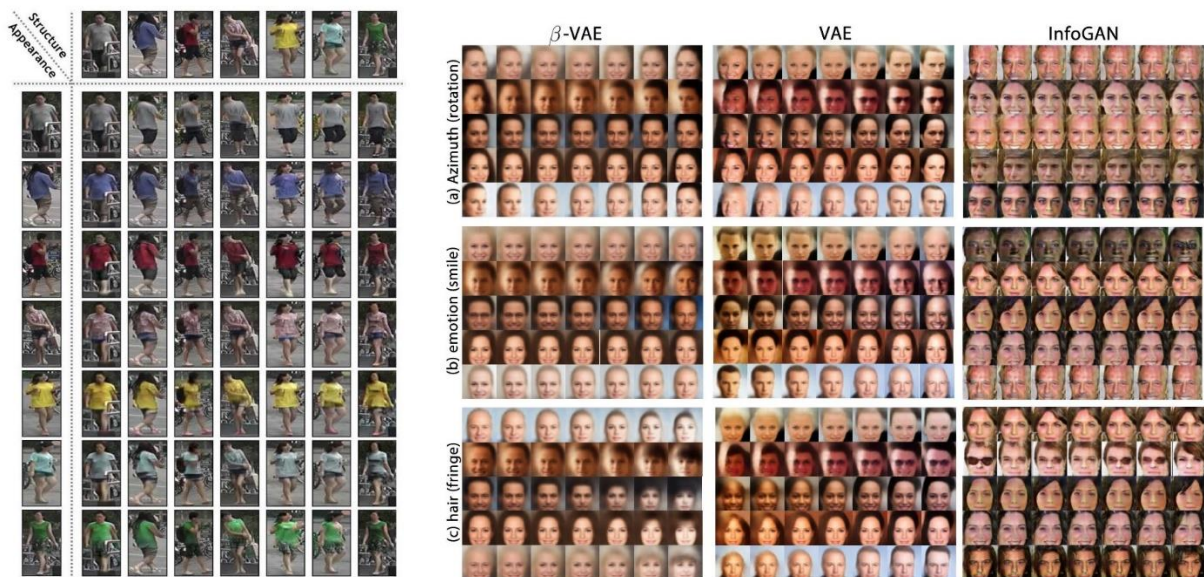 Structure
Appearance
β-VAE
VAE
InfoGAN
(a) Azimuth (rotation)
(b) emotion (smile)
(c) hair (fringe)